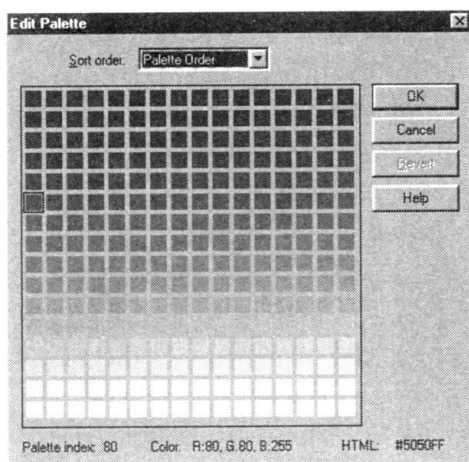 Edit Palette
Sort order: Palette Order
OK
Cancel
Revert
Help
Palette index: 80 Color: R:80, G:80, B:255 HTML: #5050FF